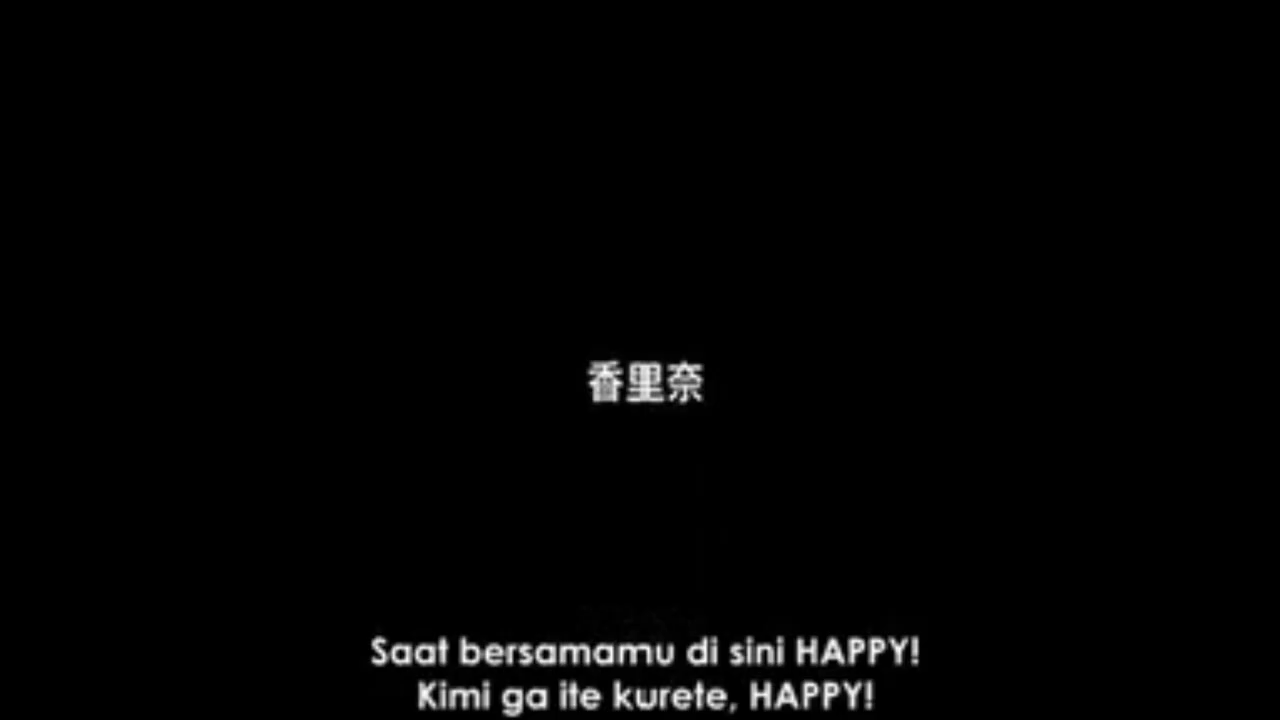 香里奈
Saat bersamamu di sini HAPPY!
Kimi ga ite kurete, HAPPY!